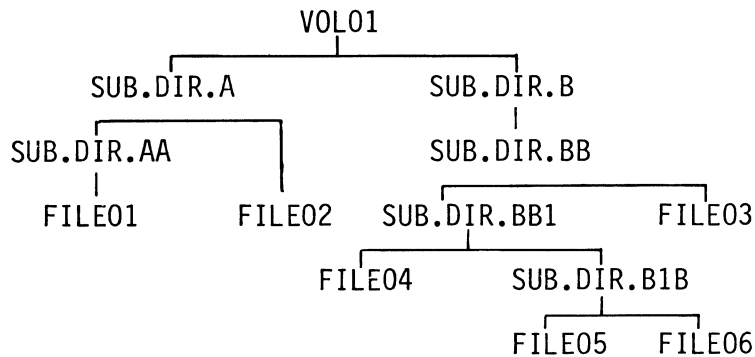 VOL01
SUB.DIR.A SUB.DIR.B
SUB.DIR.AA SUB.DIR.BB
FILE01 FILE02 SUB.DIR.BB1 FILE03
FILE04 SUB.DIR.B1B
FILE05 FILE06